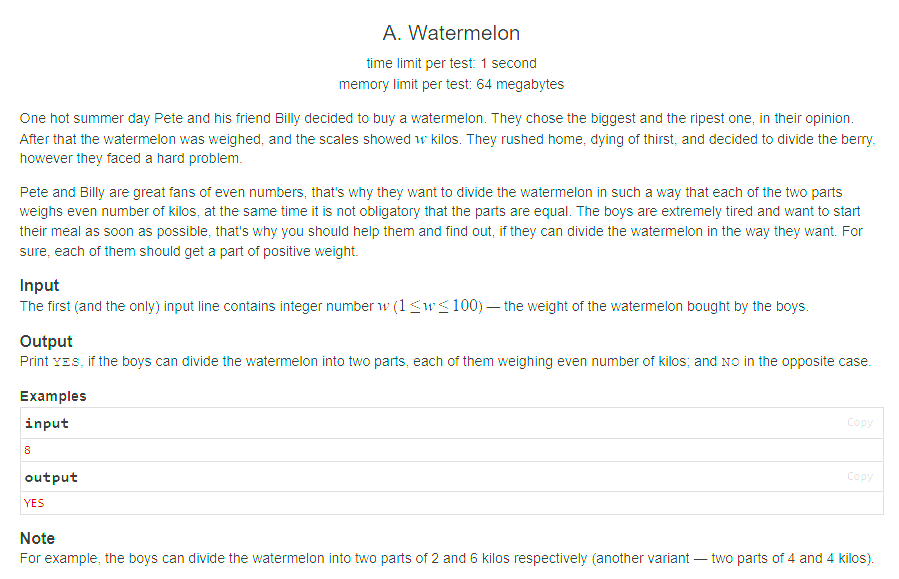 A. Watermelon
time limit per test: 1 second
memory limit per test: 64 megabytes
One hot summer day Pete and his friend Billy decided to buy a watermelon. They chose the biggest and the ripest one, in their opinion.
After that the watermelon was weighed, and the scales showed w kilos. They rushed home, dying of thirst, and decided to divide the berry,
however they faced a hard problem.
Pete and Billy are great fans of even numbers, that's why they want to divide the watermelon in such a way that each of the two parts
weighs even number of kilos, at the same time it is not obligatory that the parts are equal. The boys are extremely tired and want to start
their meal as soon as possible, that's why you should help them and find out, if they can divide the watermelon in the way they want. For
sure, each of them should get a part of positive weight.
Input
The first (and the only) input line contains integer number w (1 ≤ w ≤ 100) — the weight of the watermelon bought by the boys.
Output
Print YES, if the boys can divide the watermelon into two parts, each of them weighing even number of kilos; and NO in the opposite case.
Examples
input Copy
8
output Copy
YES
Note
For example, the boys can divide the watermelon into two parts of 2 and 6 kilos respectively (another variant — two parts of 4 and 4 kilos).